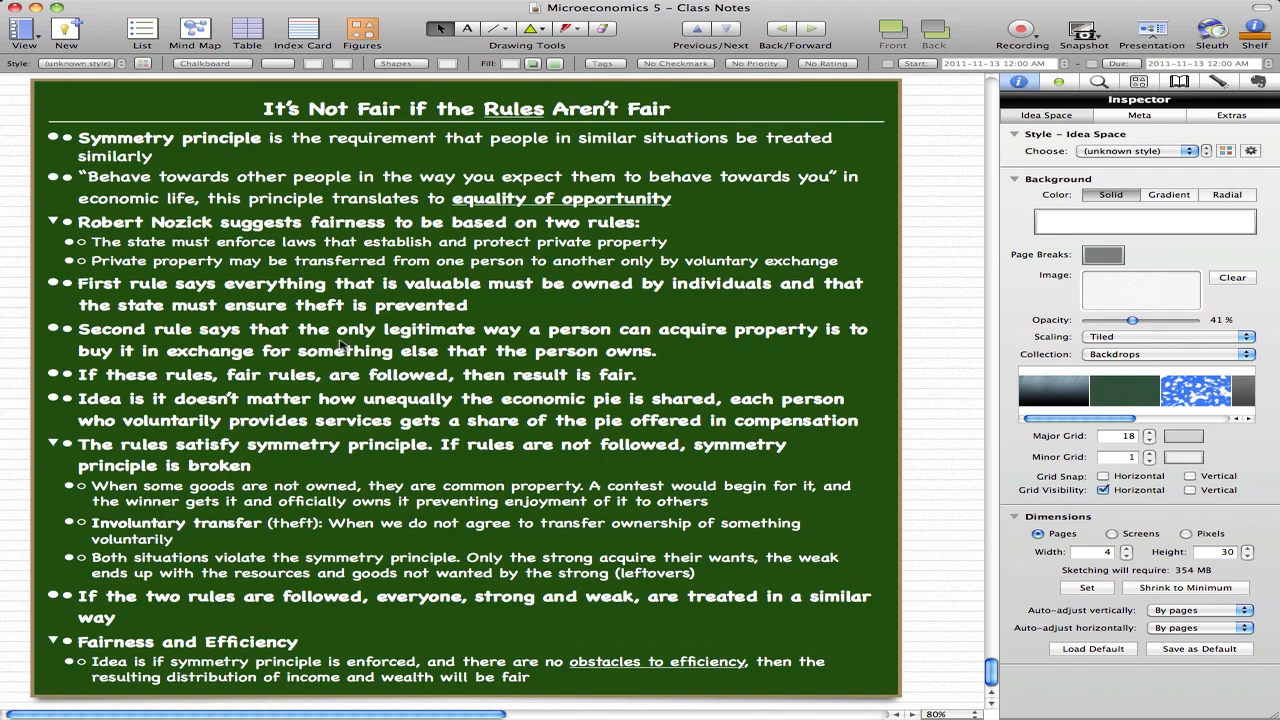 Microeconomics 5 - Class Notes
View
New
List
Mind Map
Table
Index Card
Figures
Drawing Tools
Previous/Next
Back/Forward
Front
Back
Recording
Snapshot
Presentation
Sleuth
Shelf
Style: (unknown style) Chalkboard Shapes Fill: Tags No Checkmark No Priority No Rating Start: 2011-11-13 12:00 AM Due: 2011-11-13 12:00 AM
It's Not Fair if the Rules Aren't Fair
Symmetry principle is the requirement that people in similar situations be treated
similarly
"Behave towards other people in the way you expect them to behave towards you" in
economic life, this principle translates to equality of opportunity
Robert Nozick suggests fairness to be based on two rules:
The state must enforce laws that establish and protect private property
Private property may be transferred from one person to another only by voluntary exchange
First rule says everything that is valuable must be owned by individuals and that
the state must ensure theft is prevented
Second rule says that the only legitimate way a person can acquire property is to
buy it in exchange for something else that the person owns.
If these rules, fair rules, are followed, then result is fair.
Idea is it doesn't matter how unequally the economic pie is shared, each person
who voluntarily provides services gets a share of the pie offered in compensation
The rules satisfy symmetry principle. If rules are not followed, symmetry
principle is broken
When some goods are not owned, they are common property. A contest would begin for it, and
the winner gets it and officially owns it preventing enjoyment of it to others
Involuntary transfer (theft): When we do not agree to transfer ownership of something
voluntarily
Both situations violate the symmetry principle. Only the strong acquire their wants, the weak
ends up with the resources and goods not wanted by the strong (leftovers)
If the two rules are followed, everyone, strong and weak, are treated in a similar
way
Fairness and Efficiency
Idea is if symmetry principle is enforced, and there are no obstacles to efficiency, then the
resulting distribution of income and wealth will be fair
80%
Inspector
Idea Space Meta Extras
Style - Idea Space
Choose: (unknown style)
Background
Color: Solid Gradient Radial
Page Breaks:
Image: Clear
Opacity: 41 %
Scaling: Tiled
Collection: Backdrops
Major Grid: 18
Minor Grid: 1
Grid Snap: Horizontal Vertical
Grid Visibility: Horizontal Vertical
Dimensions
Pages Screens Pixels
Width: 4 Height: 30
Sketching will require: 354 MB
Set Shrink to Minimum
Auto-adjust vertically: By pages
Auto-adjust horizontally: By pages
Load Default Save as Default